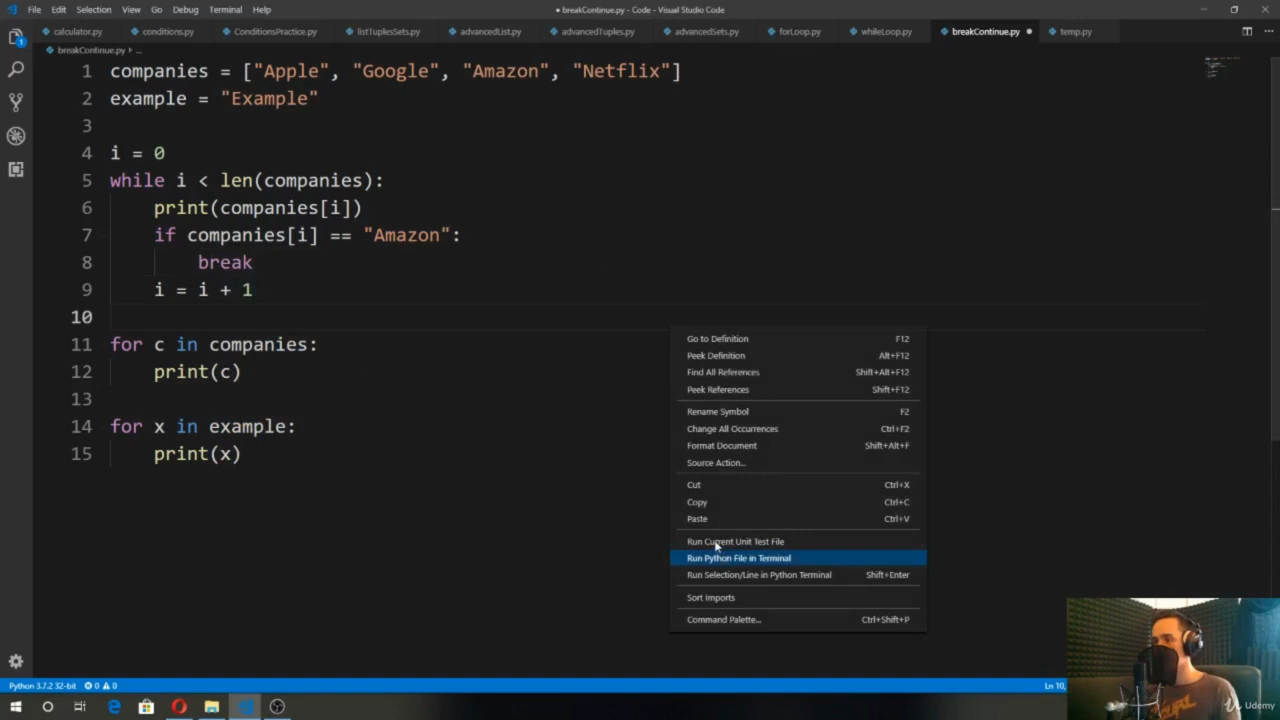 File Edit Selection View Go Debug Terminal Help
● breakContinue.py - Code - Visual Studio Code
calculator.py conditions.py ConditionsPractice.py listTuplesSets.py advancedList.py advancedTuples.py advancedSets.py forLoop.py whileLoop.py breakContinue.py ● temp.py
1
breakContinue.py › ...
1 companies = ["Apple", "Google", "Amazon", "Netflix"]
2 example = "Example"
3
4 i = 0
5 while i < len(companies):
6 print(companies[i])
7 if companies[i] == "Amazon":
8 break
9 i = i + 1
10
11 for c in companies:
12 print(c)
13
14 for x in example:
15 print(x)
Go to Definition F12
Peek Definition Alt+F12
Find All References Shift+Alt+F12
Peek References Shift+F12
Rename Symbol F2
Change All Occurrences Ctrl+F2
Format Document Shift+Alt+F
Source Action...
Cut Ctrl+X
Copy Ctrl+C
Paste Ctrl+V
Run Current Unit Test File
Run Python File in Terminal
Run Selection/Line in Python Terminal Shift+Enter
Sort Imports
Command Palette... Ctrl+Shift+P
Python 3.7.2 32-bit 0 0 Ln 10,
Udemy